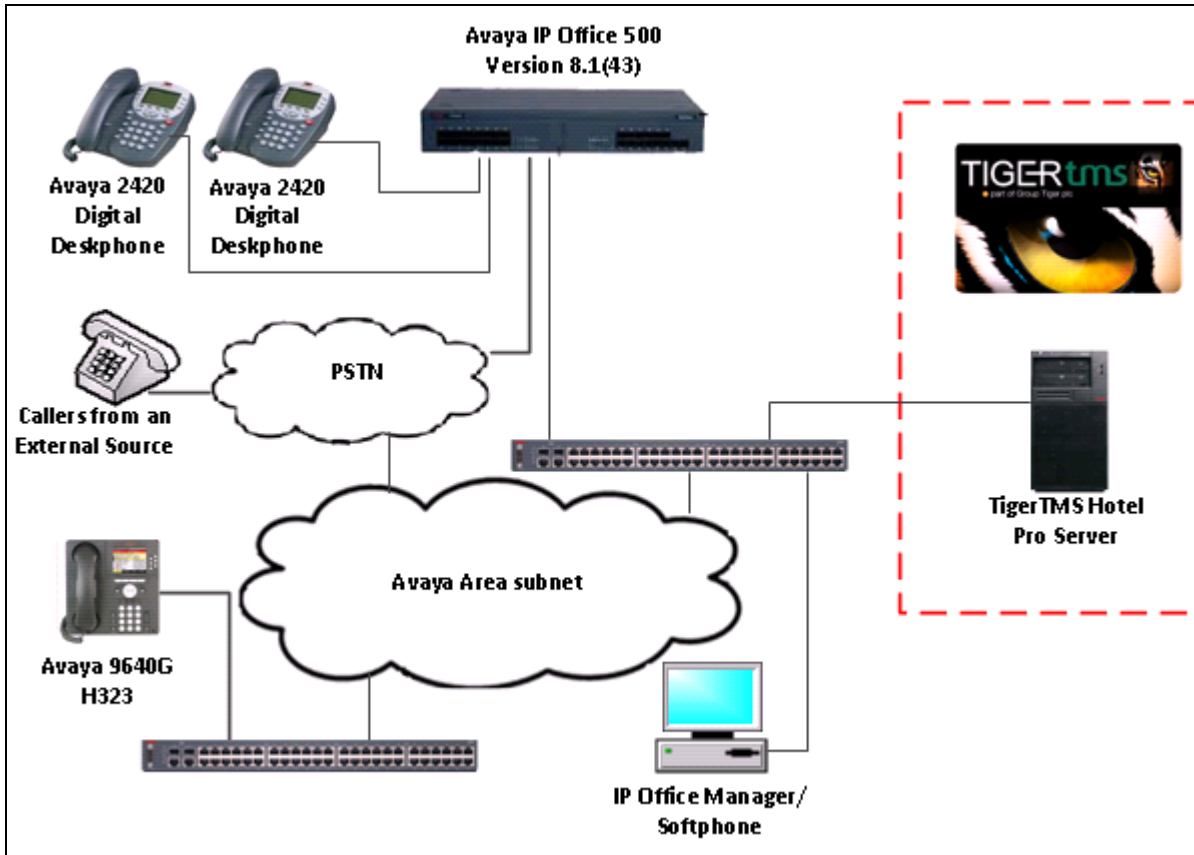 Avaya IP Office 500
Version 8.1(43)
Avaya 2420
Digital
Deskphone
Avaya 2420
Digital
Deskphone
TIGERtms
part of Group Tiger plc
PSTN
Callers from an
External Source
TigerTMS Hotel
Pro Server
Avaya Area subnet
Avaya 9640G
H323
IP Office Manager/
Softphone